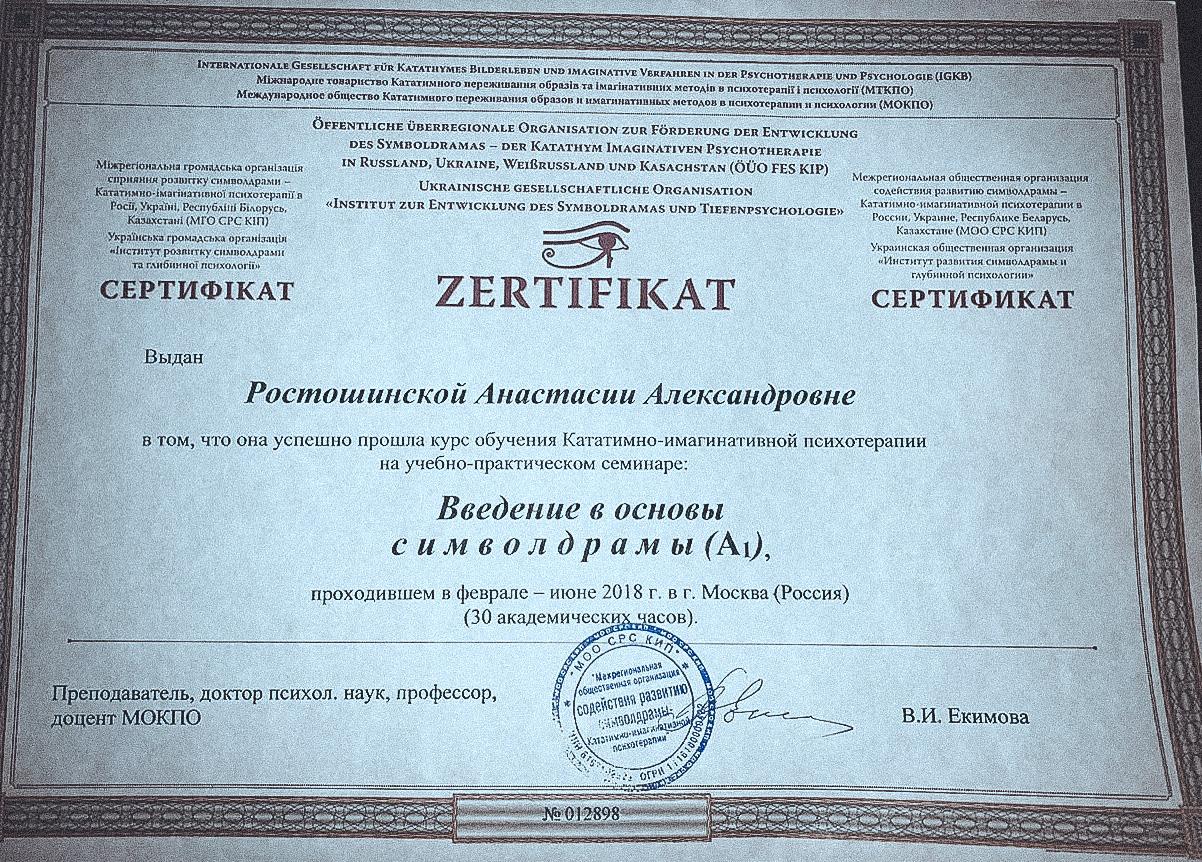 Internationale Gesellschaft für Katathymes Bilderleben und imaginative Verfahren in der Psychotherapie und Psychologie (IGKB)
Міжнародне товариство Кататимного переживання образів та імагінативних методів в психотерапії і психології (МТКПО)
Международное общество Кататимного переживания образов и имагинативных методов в психотерапии и психологии (МОКПО)
Öffentliche überregionale Organisation zur Förderung der Entwicklung
des Symboldramas – der Katathym Imaginativen Psychotherapie
in Russland, Ukraine, Weißrussland und Kasachstan (ÖÜO FES KIP)
Ukrainische gesellschaftliche Organisation
«Institut zur Entwicklung des Symboldramas und Tiefenpsychologie»
Міжрегіональна громадська організація
сприяння розвитку символдрами –
Кататимно-імагінативної психотерапії в
Росії, Україні, Республіці Білорусь,
Казахстані (МГО СРС КІП)
Українська громадська організація
«Інститут розвитку символдрами
та глибинної психології»
СЕРТИФІКАТ
ZERTIFIKAT
Межрегиональная общественная организация
содействия развитию символдрамы –
Кататимно-имагинативной психотерапии в
России, Украине, Республике Беларусь,
Казахстане (МОО СРС КИП)
Украинская общественная организация
«Институт развития символдрамы и
глубинной психологии»
СЕРТИФИКАТ
Выдан
Ростошинской Анастасии Александровне
в том, что она успешно прошла курс обучения Кататимно-имагинативной психотерапии
на учебно-практическом семинаре:
Введение в основы
символдрамы (А1),
проходившем в феврале – июне 2018 г. в г. Москва (Россия)
(30 академических часов).
Преподаватель, доктор психол. наук, профессор,
доцент МОКПО
МОО СРС КИП
"Межрегиональная
общественная организация
содействия развитию
символдрамы-
Кататимно-имагинативной
психотерапии"
ОГРН
В.И. Екимова
№ 012898